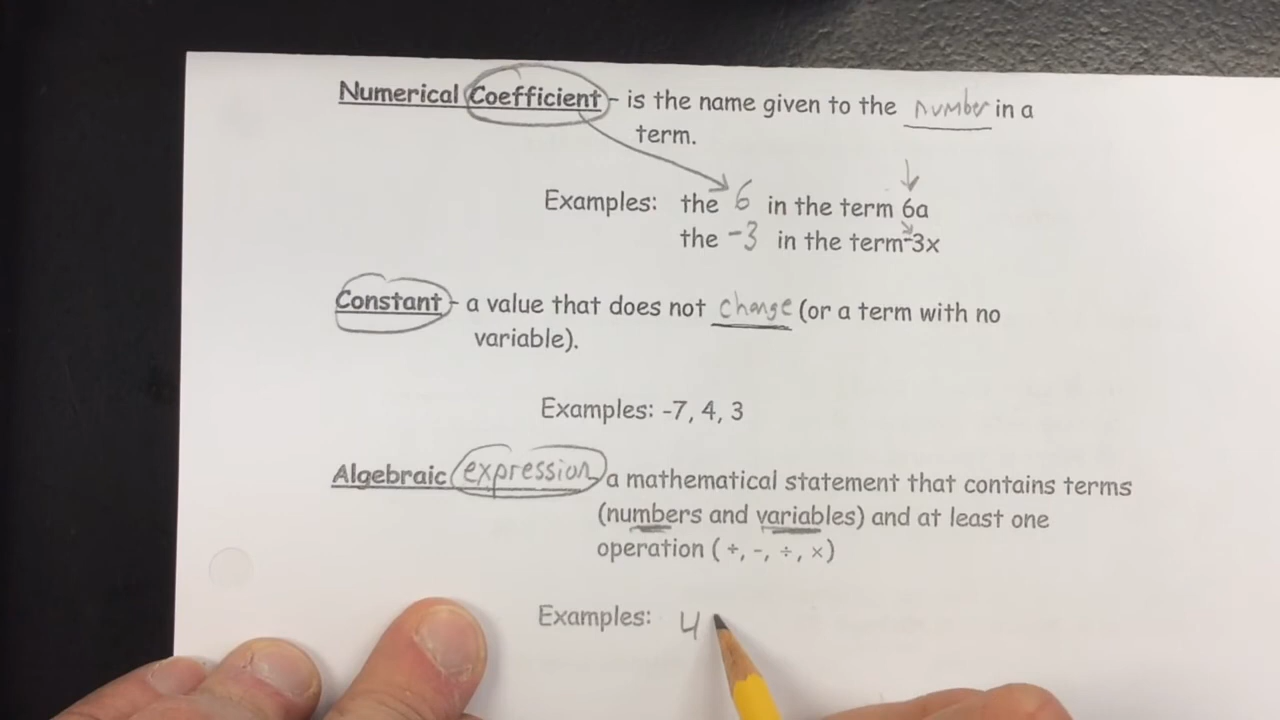 Numerical Coefficient - is the name given to the number in a
term.
Examples: the 6 in the term 6a
the -3 in the term -3x
Constant - a value that does not change (or a term with no
variable).
Examples: -7, 4, 3
Algebraic expression a mathematical statement that contains terms
(numbers and variables) and at least one
operation ( +, -, ÷, ×)
Examples: 4